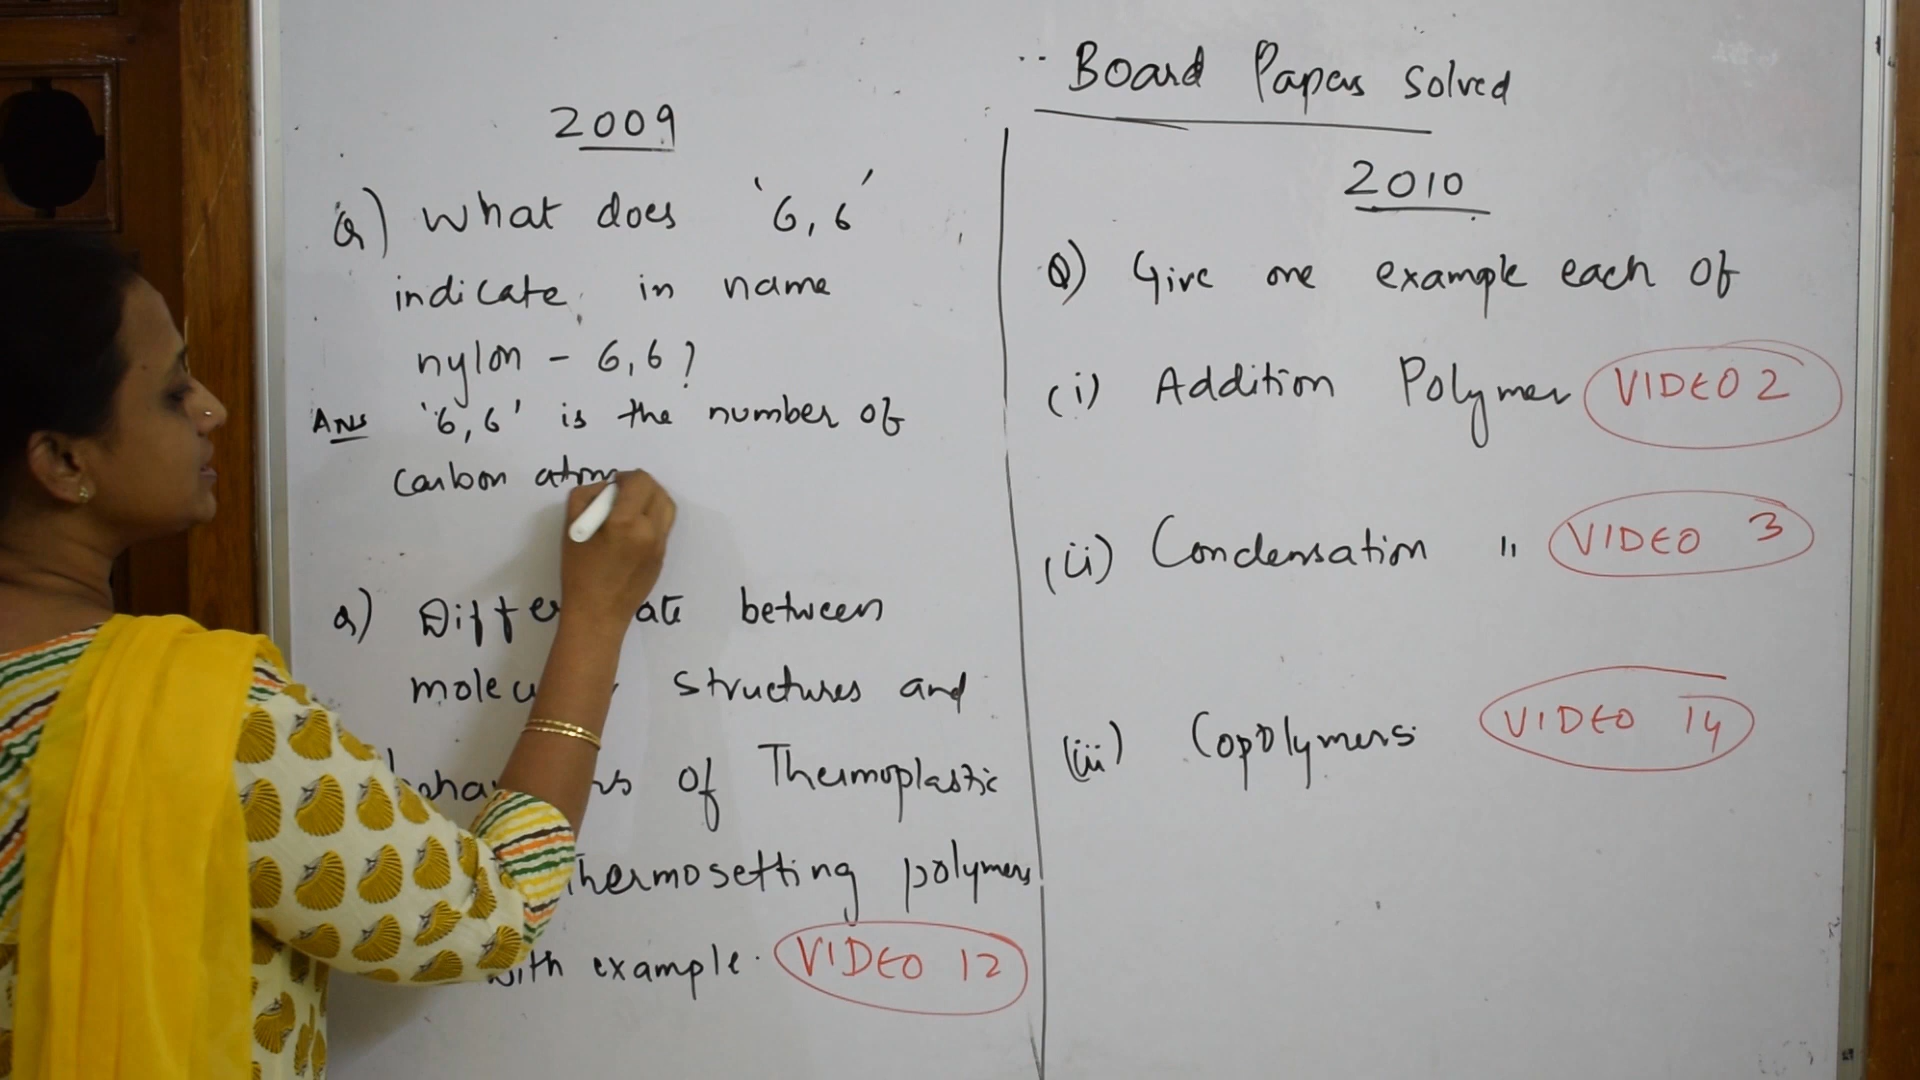 Board Papers Solved
2009
Q) What does '6,6'
indicate in name
nylon - 6,6?
Ans '6,6' is the number of
carbon atoms
Q) between
structures and
of Thermoplastic
Thermosetting polymers
with example. VIDEO 12
2010
Q) Give one example each of
(i) Addition Polymer VIDEO 2
(ii) Condensation " VIDEO 3
(iii) Copolymers VIDEO 14